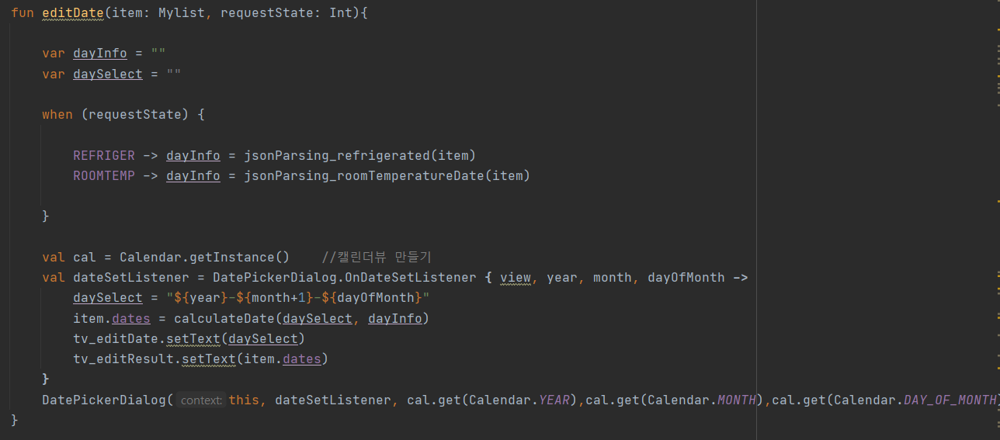 fun editDate(item: Mylist, requestState: Int){
var dayInfo = ""
var daySelect = ""
when (requestState) {
REFRIGER -> dayInfo = jsonParsing_refrigerated(item)
ROOMTEMP -> dayInfo = jsonParsing_roomTemperatureDate(item)
}
val cal = Calendar.getInstance()    //캘린더뷰 만들기
val dateSetListener = DatePickerDialog.OnDateSetListener { view, year, month, dayOfMonth ->
daySelect = "${year}-${month+1}-${dayOfMonth}"
item.dates = calculateDate(daySelect, dayInfo)
tv_editDate.setText(daySelect)
tv_editResult.setText(item.dates)
}
DatePickerDialog( context: this, dateSetListener, cal.get(Calendar.YEAR),cal.get(Calendar.MONTH),cal.get(Calendar.DAY_OF_MONTH)
}